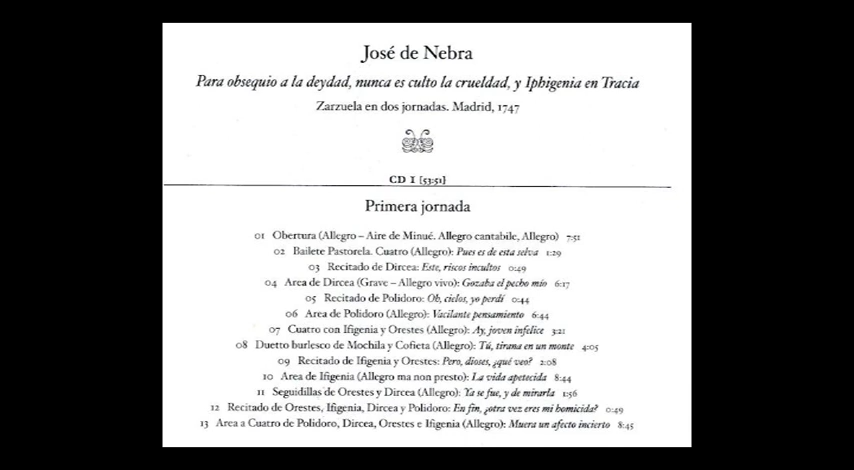 José de Nebra
Para obsequio a la deydad, nunca es culto la crueldad, y Iphigenia en Tracia
Zarzuela en dos jornadas. Madrid, 1747
CD I [53:51]
Primera jornada
01 Obertura (Allegro – Aire de Minué. Allegro cantabile, Allegro) 7:51
02 Bailete Pastorela. Cuatro (Allegro): Pues es de esta selva 1:29
03 Recitado de Dircea: Este, riscos incultos 0:49
04 Area de Dircea (Grave – Allegro vivo): Gozaba el pecho mío 6:17
05 Recitado de Polidoro: Oh, cielos, yo perdí 0:44
06 Area de Polidoro (Allegro): Vacilante pensamiento 6:44
07 Cuatro con Ifigenia y Orestes (Allegro): Ay, joven infelice 3:21
08 Duetto burlesco de Mochila y Cofieta (Allegro): Tú, tirana en un monte 4:05
09 Recitado de Ifigenia y Orestes: Pero, dioses, ¿qué veo? 2:08
10 Area de Ifigenia (Allegro ma non presto): La vida apetecida 8:44
11 Seguidillas de Orestes y Dircea (Allegro): Ya se fue, y de mirarla 1:56
12 Recitado de Orestes, Ifigenia, Dircea y Polidoro: En fin, ¿otra vez eres mi homicida? 0:49
13 Area a Cuatro de Polidoro, Dircea, Orestes e Ifigenia (Allegro): Muera un afecto incierto 8:45